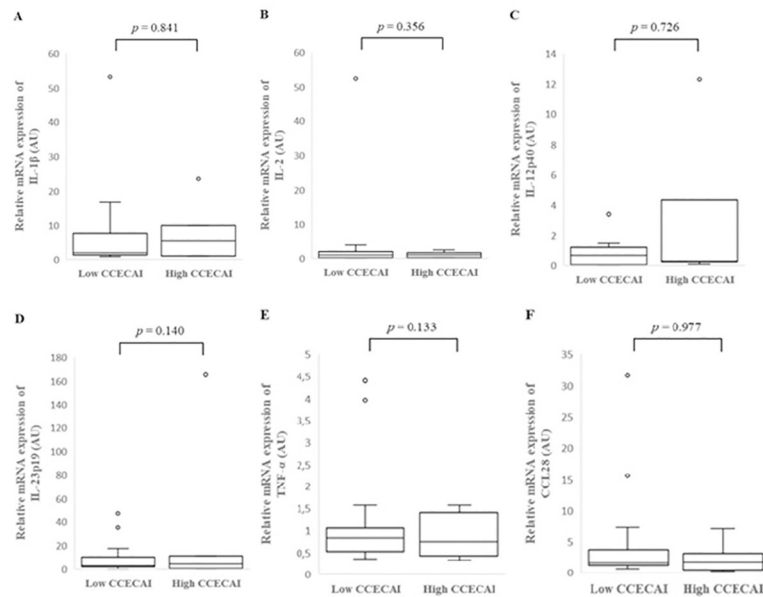 A
p = 0.841
Relative mRNA expression of
IL-1β (AU)
60
50
40
30
20
10
0
Low CCECAI
High CCECAI
B
p = 0.356
Relative mRNA expression of
IL-2 (AU)
60
50
40
30
20
10
0
Low CCECAI
High CCECAI
C
p = 0.726
Relative mRNA expression of
IL-12p40 (AU)
14
12
10
8
6
4
2
0
Low CCECAI
High CCECAI
D
p = 0.140
Relative mRNA expression of
IL-23p19 (AU)
180
160
140
120
100
80
60
40
20
0
Low CCECAI
High CCECAI
E
p = 0.133
Relative mRNA expression of
TNF-α (AU)
5
4,5
4
3,5
3
2,5
2
1,5
1
0,5
0
Low CCECAI
High CCECAI
F
p = 0.977
Relative mRNA expression of
CCL28 (AU)
35
30
25
20
15
10
5
0
Low CCECAI
High CCECAI